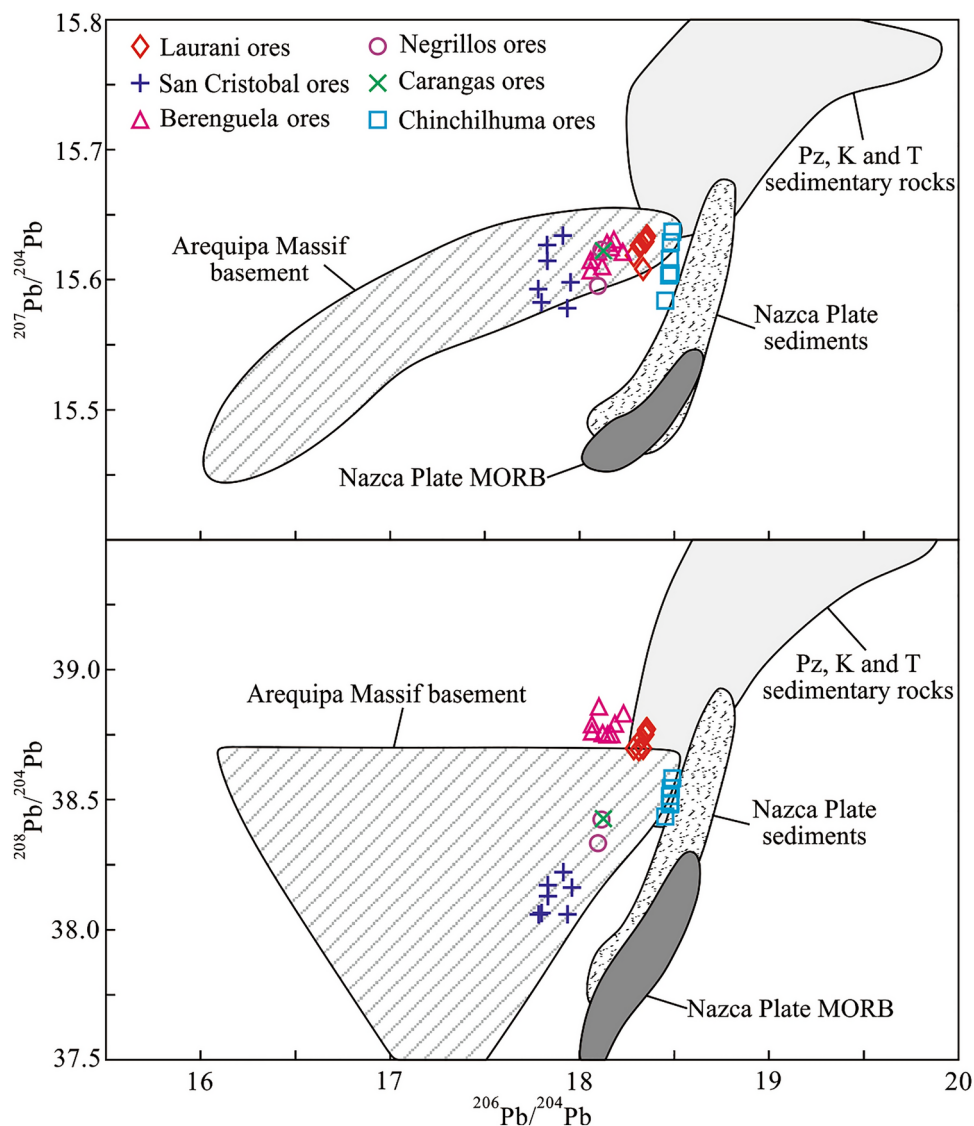 15.8
15.7
15.6
15.5
²⁰⁷Pb/²⁰⁴Pb
Laurani ores
San Cristobal ores
Berenguela ores
Negrillos ores
Carangas ores
Chinchilhuma ores
Pz, K and T
sedimentary rocks
Arequipa Massif
basement
Nazca Plate
sediments
Nazca Plate MORB
39.0
38.5
38.0
37.5
²⁰⁸Pb/²⁰⁴Pb
Pz, K and T
sedimentary rocks
Arequipa Massif basement
Nazca Plate
sediments
Nazca Plate MORB
16 17 18 19 20
²⁰⁶Pb/²⁰⁴Pb